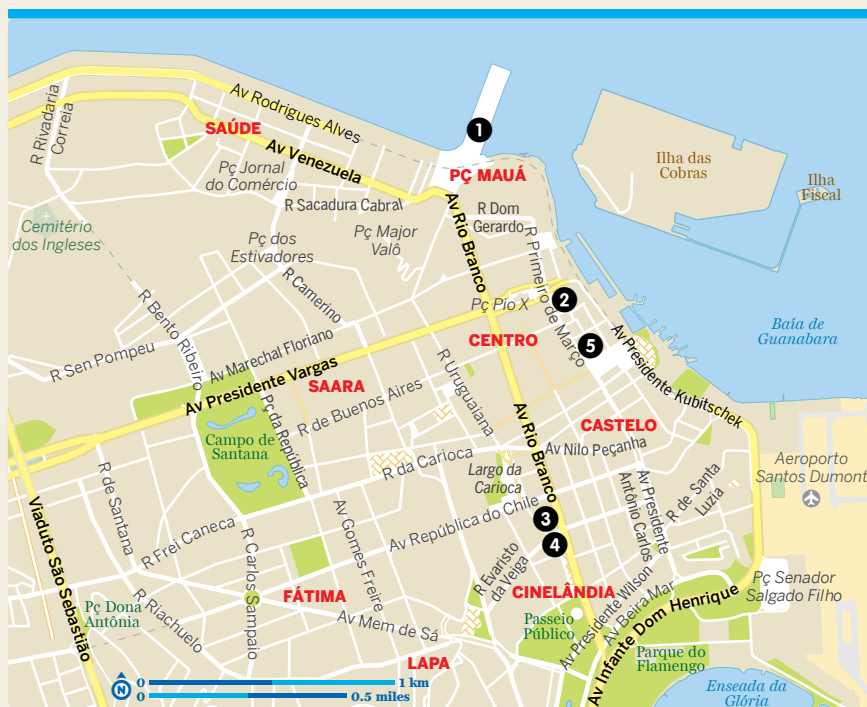 Av Rodrigues Alves
R Rivadaria
Correia
SAÚDE
Av Venezuela
1
PÇ MAUÁ
Ilha das
Cobras
Ilha
Fiscal
Pç Jornal
do Comércio
R Sacadura Cabral
Cemitério
dos Ingleses
Pç dos
Estivadores
Pç Major
Valô
Av Rio Branco
R Dom
Gerardo
R Primeiro de Março
R Camerino
Pç Pio X
2
Baía de
Guanabara
R Bento Ribeiro
Av Marechal Floriano
CENTRO
5
Av Presidente Kubitschek
R Sen Pompeu
Av Presidente Vargas
SAARA
R Uruguaiana
R de Buenos Aires
Pç da República
Campo de
Santana
Av Rio Branco
CASTELO
Av Nilo Peçanha
R da Carioca
Largo da
Carioca
Aeroporto
Santos Dumont
R de Santana
Av Presidente
Antônio Carlos
R de Santa
Luzia
Viaduto São Sebastião
Av República do Chile
3
4
Av Gomes Freire
R Frei Caneca
R Carlos Sampaio
R Evaristo
da Veiga
CINELÂNDIA
FÁTIMA
Pç Dona
Antônia
R Riachuelo
Av Mem de Sá
Passeio
Público
Av Presidente Wilson
Av Beira Mar
Av Infante Dom Henrique
Pç Senador
Salgado Filho
LAPA
Parque do
Flamengo
Enseada da
Glória
N
0 1 km
0 0.5 miles